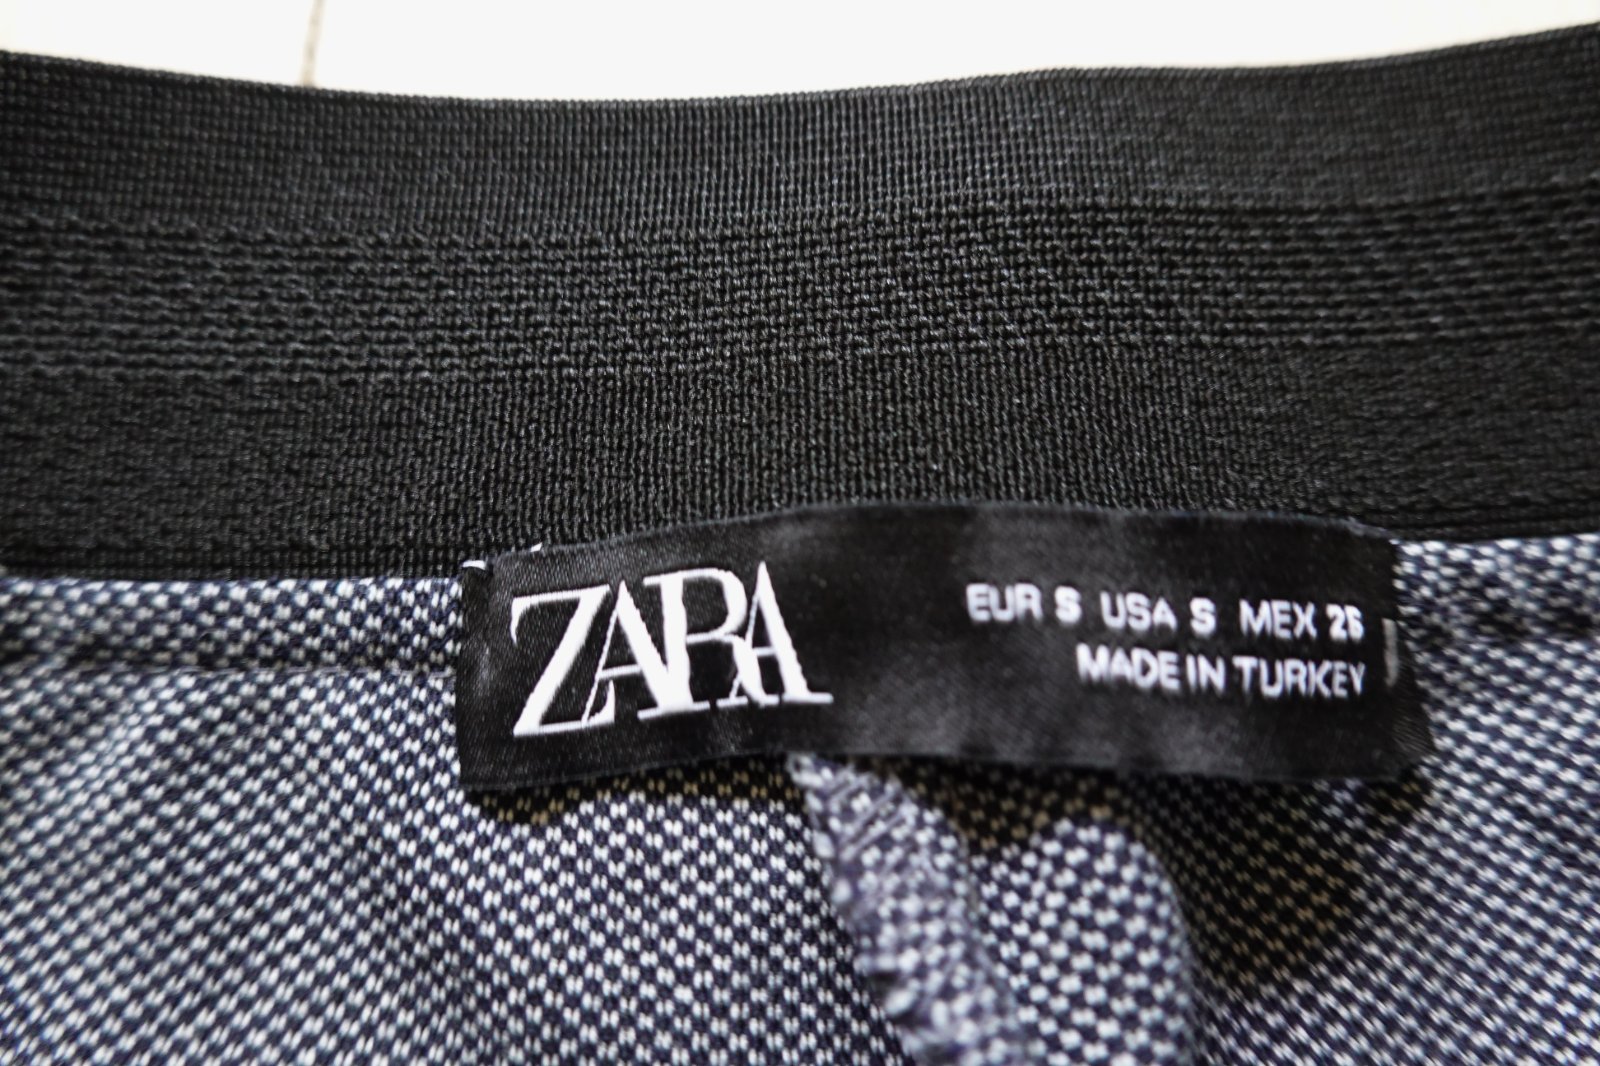 ZARA
EUR S USA S MEX 26
MADE IN TURKEY